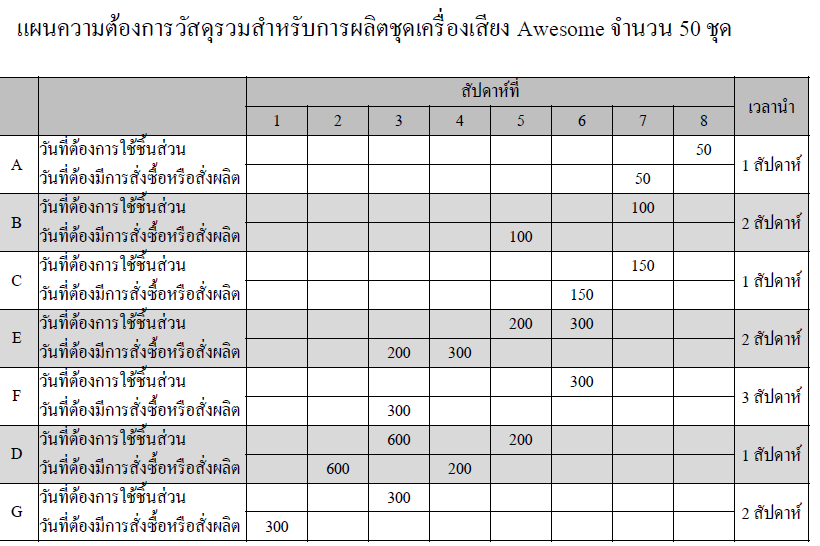 แผนความต้องการวัสดุรวมสำหรับการผลิตชุดเครื่องเสียง Awesome จำนวน 50 ชุด
สัปดาห์ที่ เวลานำ
1 2 3 4 5 6 7 8
A วันที่ต้องการใช้ชิ้นส่วน 50 1 สัปดาห์
วันที่ต้องมีการสั่งซื้อหรือสั่งผลิต 50
B วันที่ต้องการใช้ชิ้นส่วน 100 2 สัปดาห์
วันที่ต้องมีการสั่งซื้อหรือสั่งผลิต 100
C วันที่ต้องการใช้ชิ้นส่วน 150 1 สัปดาห์
วันที่ต้องมีการสั่งซื้อหรือสั่งผลิต 150
E วันที่ต้องการใช้ชิ้นส่วน 200 300 2 สัปดาห์
วันที่ต้องมีการสั่งซื้อหรือสั่งผลิต 200 300
F วันที่ต้องการใช้ชิ้นส่วน 300 3 สัปดาห์
วันที่ต้องมีการสั่งซื้อหรือสั่งผลิต 300
D วันที่ต้องการใช้ชิ้นส่วน 600 200 1 สัปดาห์
วันที่ต้องมีการสั่งซื้อหรือสั่งผลิต 600 200
G วันที่ต้องการใช้ชิ้นส่วน 300 2 สัปดาห์
วันที่ต้องมีการสั่งซื้อหรือสั่งผลิต 300